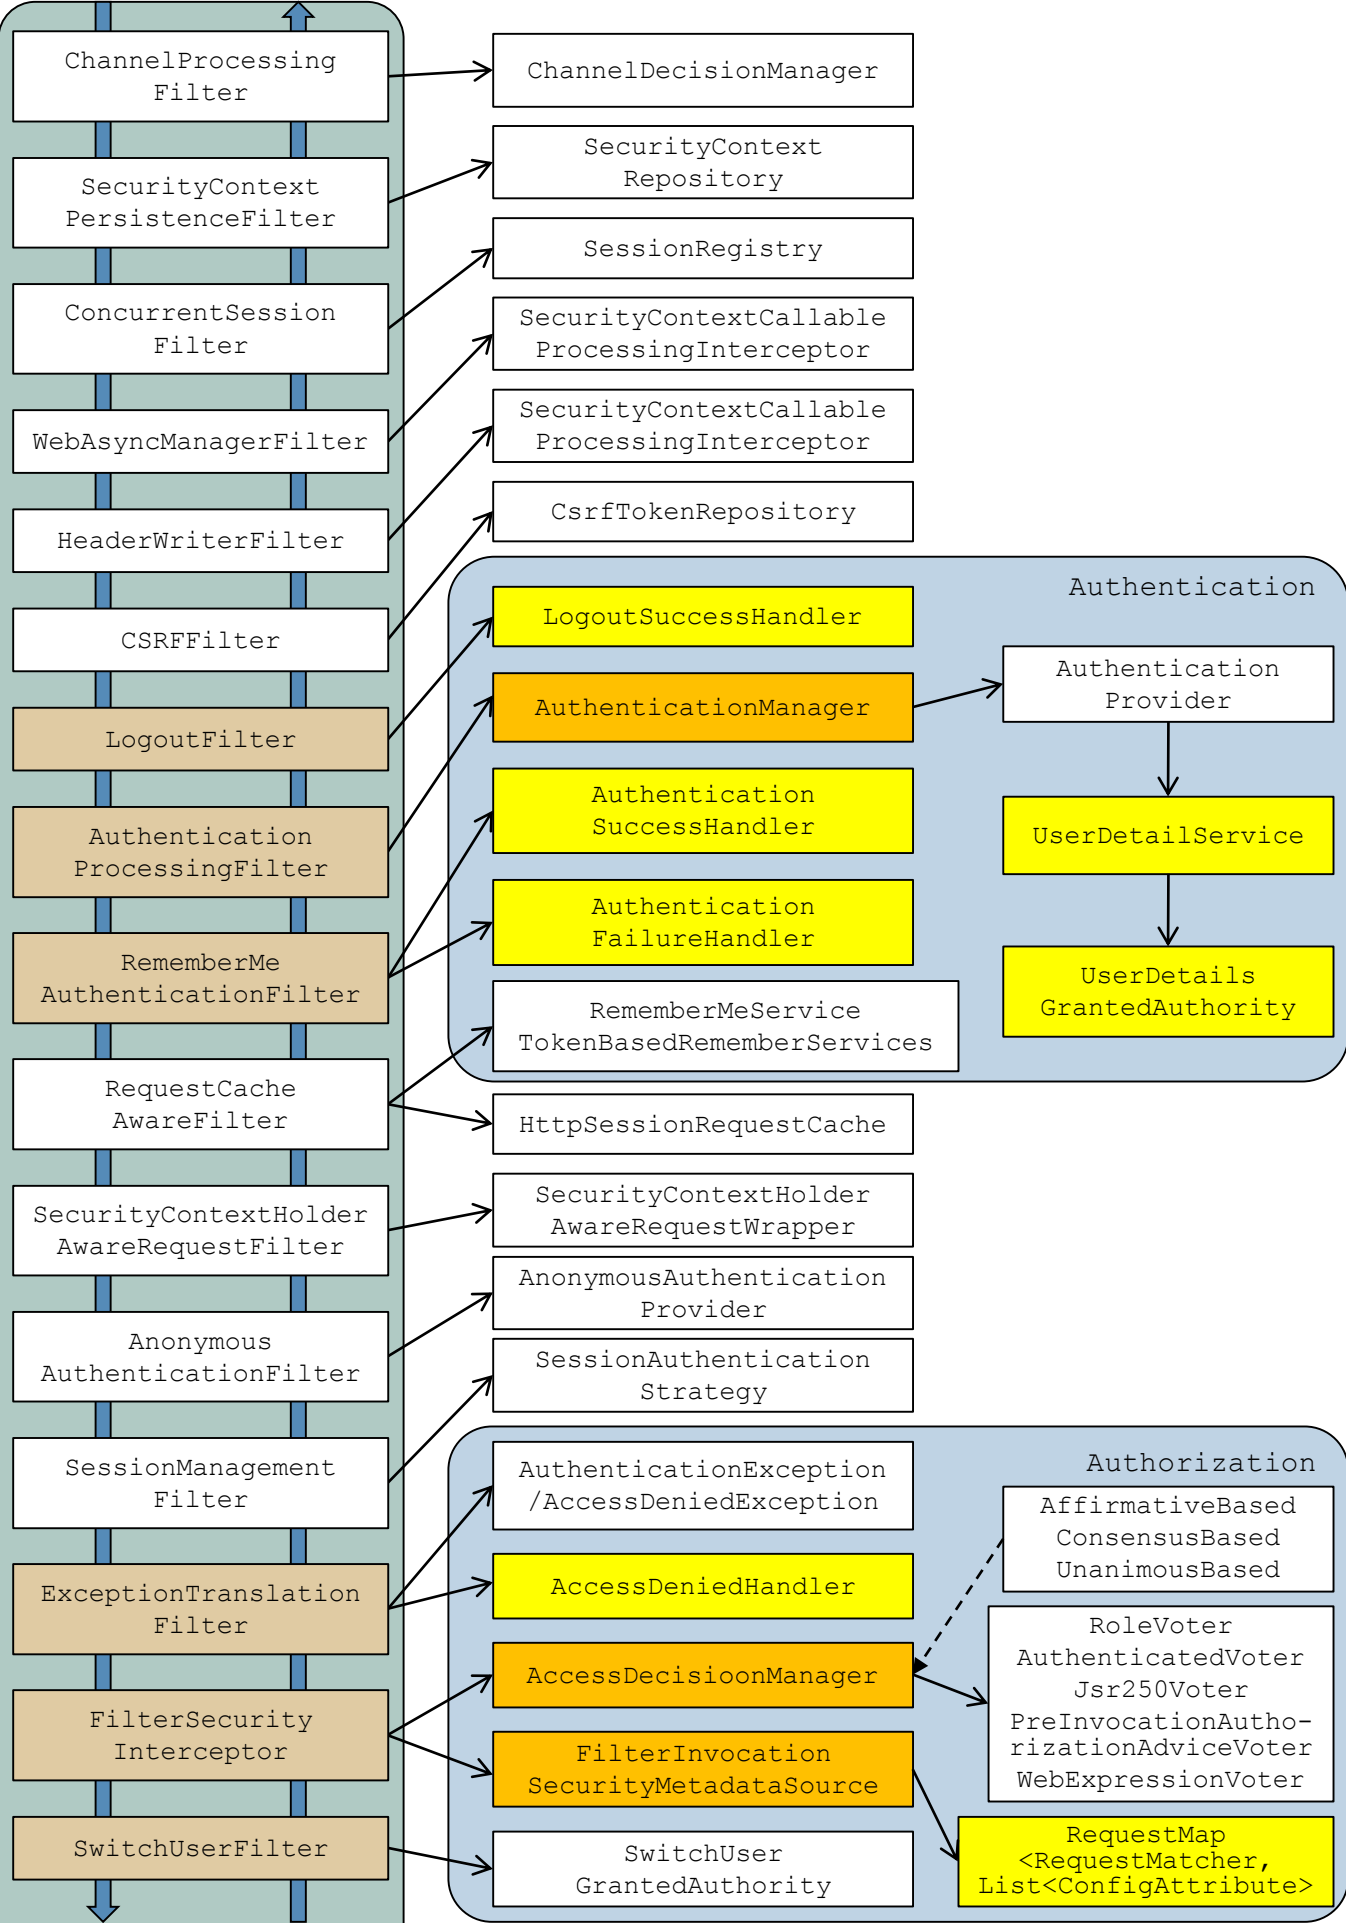 ChannelProcessing
Filter
SecurityContext
PersistenceFilter
ConcurrentSession
Filter
WebAsyncManagerFilter
HeaderWriterFilter
CSRFFilter
LogoutFilter
Authentication
ProcessingFilter
RememberMe
AuthenticationFilter
RequestCache
AwareFilter
SecurityContextHolder
AwareRequestFilter
Anonymous
AuthenticationFilter
SessionManagement
Filter
ExceptionTranslation
Filter
FilterSecurity
Interceptor
SwitchUserFilter
ChannelDecisionManager
SecurityContext
Repository
SessionRegistry
SecurityContextCallable
ProcessingInterceptor
SecurityContextCallable
ProcessingInterceptor
CsrfTokenRepository
Authentication
LogoutSuccessHandler
AuthenticationManager
Authentication
SuccessHandler
Authentication
FailureHandler
RememberMeService
TokenBasedRememberServices
Authentication
Provider
UserDetailService
UserDetails
GrantedAuthority
HttpSessionRequestCache
SecurityContextHolder
AwareRequestWrapper
AnonymousAuthentication
Provider
SessionAuthentication
Strategy
Authorization
AuthenticationException
/AccessDeniedException
AccessDeniedHandler
AccessDecisioonManager
FilterInvocation
SecurityMetadataSource
SwitchUser
GrantedAuthority
AffirmativeBased
ConsensusBased
UnanimousBased
RoleVoter
AuthenticatedVoter
Jsr250Voter
PreInvocationAutho-
rizationAdviceVoter
WebExpressionVoter
RequestMap
<RequestMatcher,
List<ConfigAttribute>